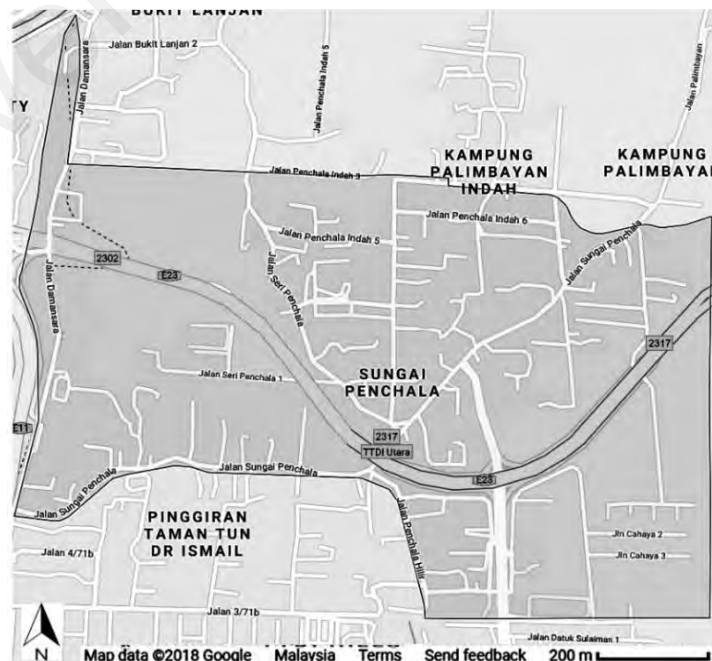 BUKIT LANJAN
Jalan Bukit Lanjan 2
Jalan Damansara
Jalan Penchala Indah 5
Jalan Palimbayan
TY
KAMPUNG
PALIMBAYAN
INDAH
KAMPUNG
PALIMBAYAN
Jalan Penchala Indah 3
Jalan Penchala Indah 6
Jalan Penchala Indah 5
Jalan Sungai Penchala
2302
E23
Jalan Seri Penchala
Jalan Damansara
2317
SUNGAI
PENCHALA
Jalan Seri Penchala 1
E11
2317
TTDI Utara
Jalan Sungai Penchala
Jalan Sungai Penchala
E23
PINGGIRAN
TAMAN TUN
DR ISMAIL
Jalan Penchala Hilir
Jln Cahaya 2
Jln Cahaya 3
Jalan 4/71b
Jalan 3/71b
Jalan Datuk Sulaiman 1
N
Map data ©2018 Google Malaysia Terms Send feedback 200 m